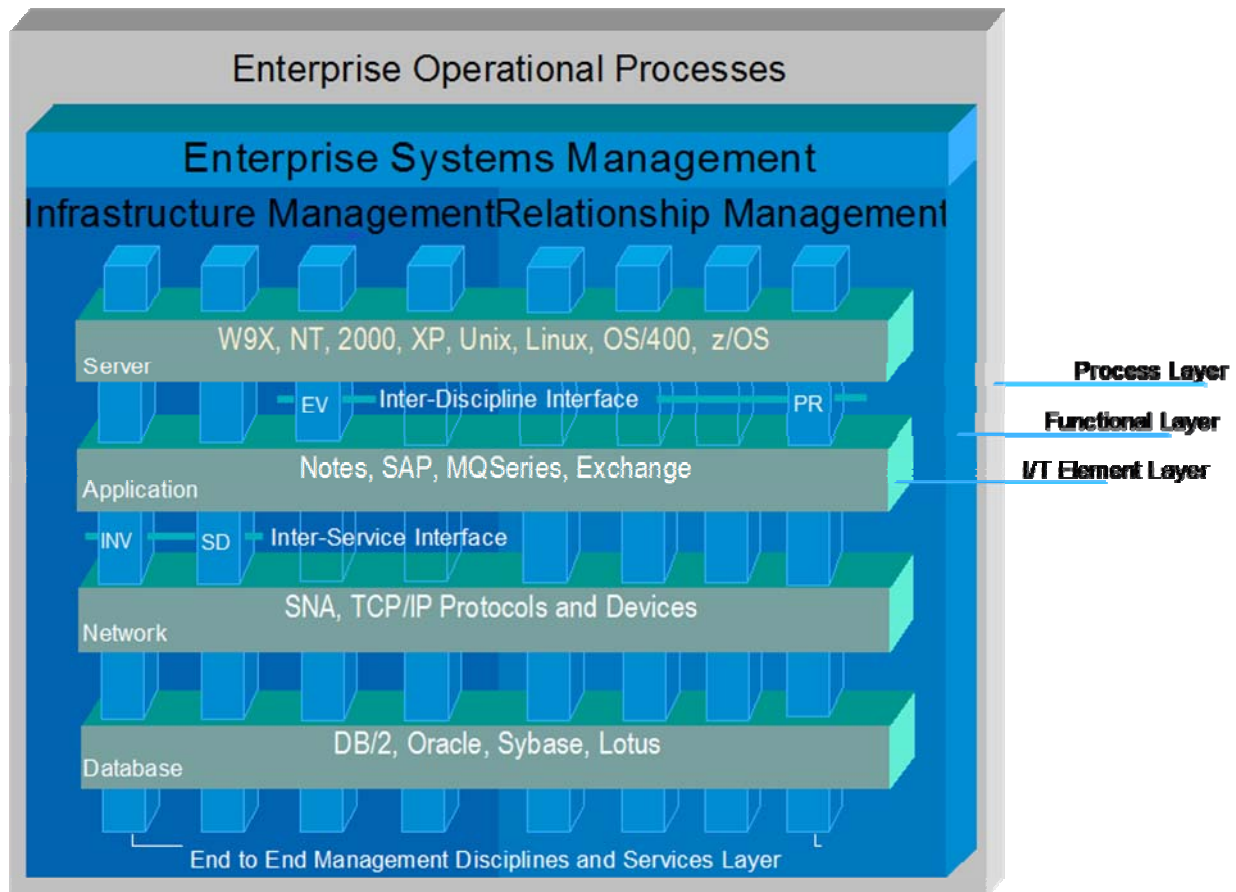 Enterprise Operational Processes
Enterprise Systems Management
Infrastructure Management
Relationship Management
W9X, NT, 2000, XP, Unix, Linux, OS/400, z/OS
Server
Process Layer
EV
Inter-Discipline Interface
PR
Functional Layer
Notes, SAP, MQSeries, Exchange
I/T Element Layer
Application
INV
SD
Inter-Service Interface
SNA, TCP/IP Protocols and Devices
Network
DB/2, Oracle, Sybase, Lotus
Database
End to End Management Disciplines and Services Layer